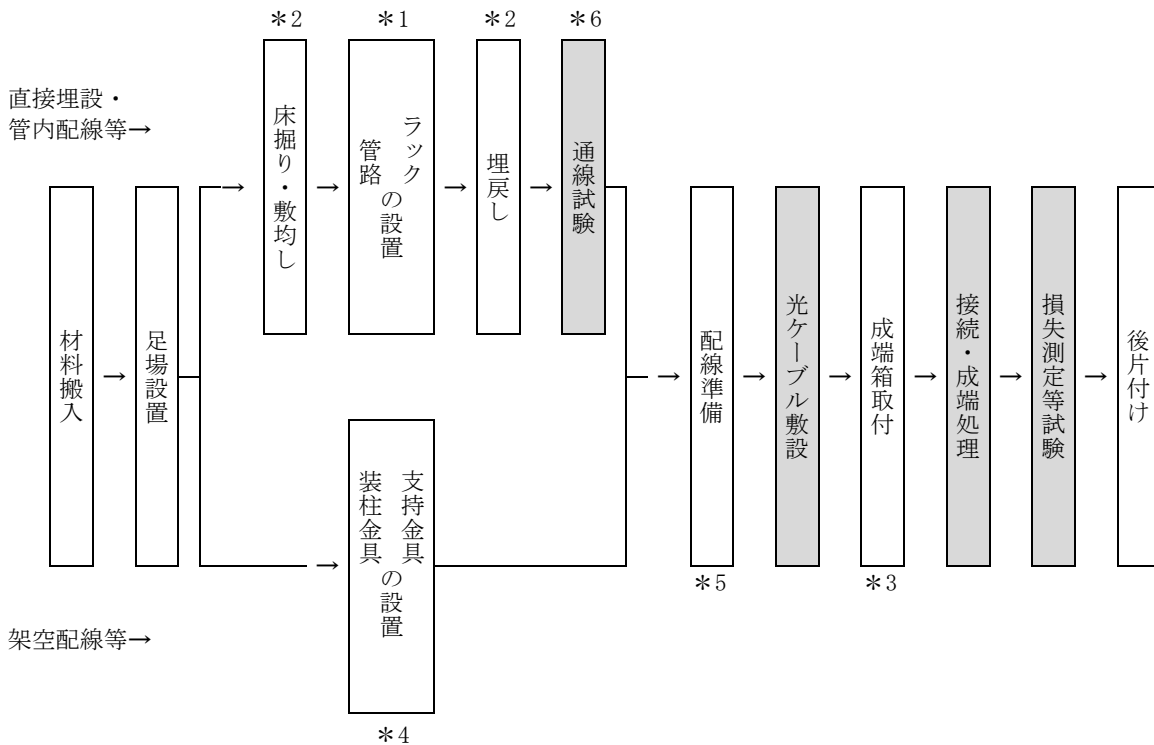 ＊2
＊1
＊2
＊6
直接埋設・
管内配線等→
床掘り・敷均し
ラック
管路
の設置
埋戻し
通線試験
材料搬入
足場設置
配線準備
光ケーブル敷設
成端箱取付
接続・成端処理
損失測定等試験
後片付け
支持金具
装柱金具
の設置
＊5
＊3
架空配線等→
＊4